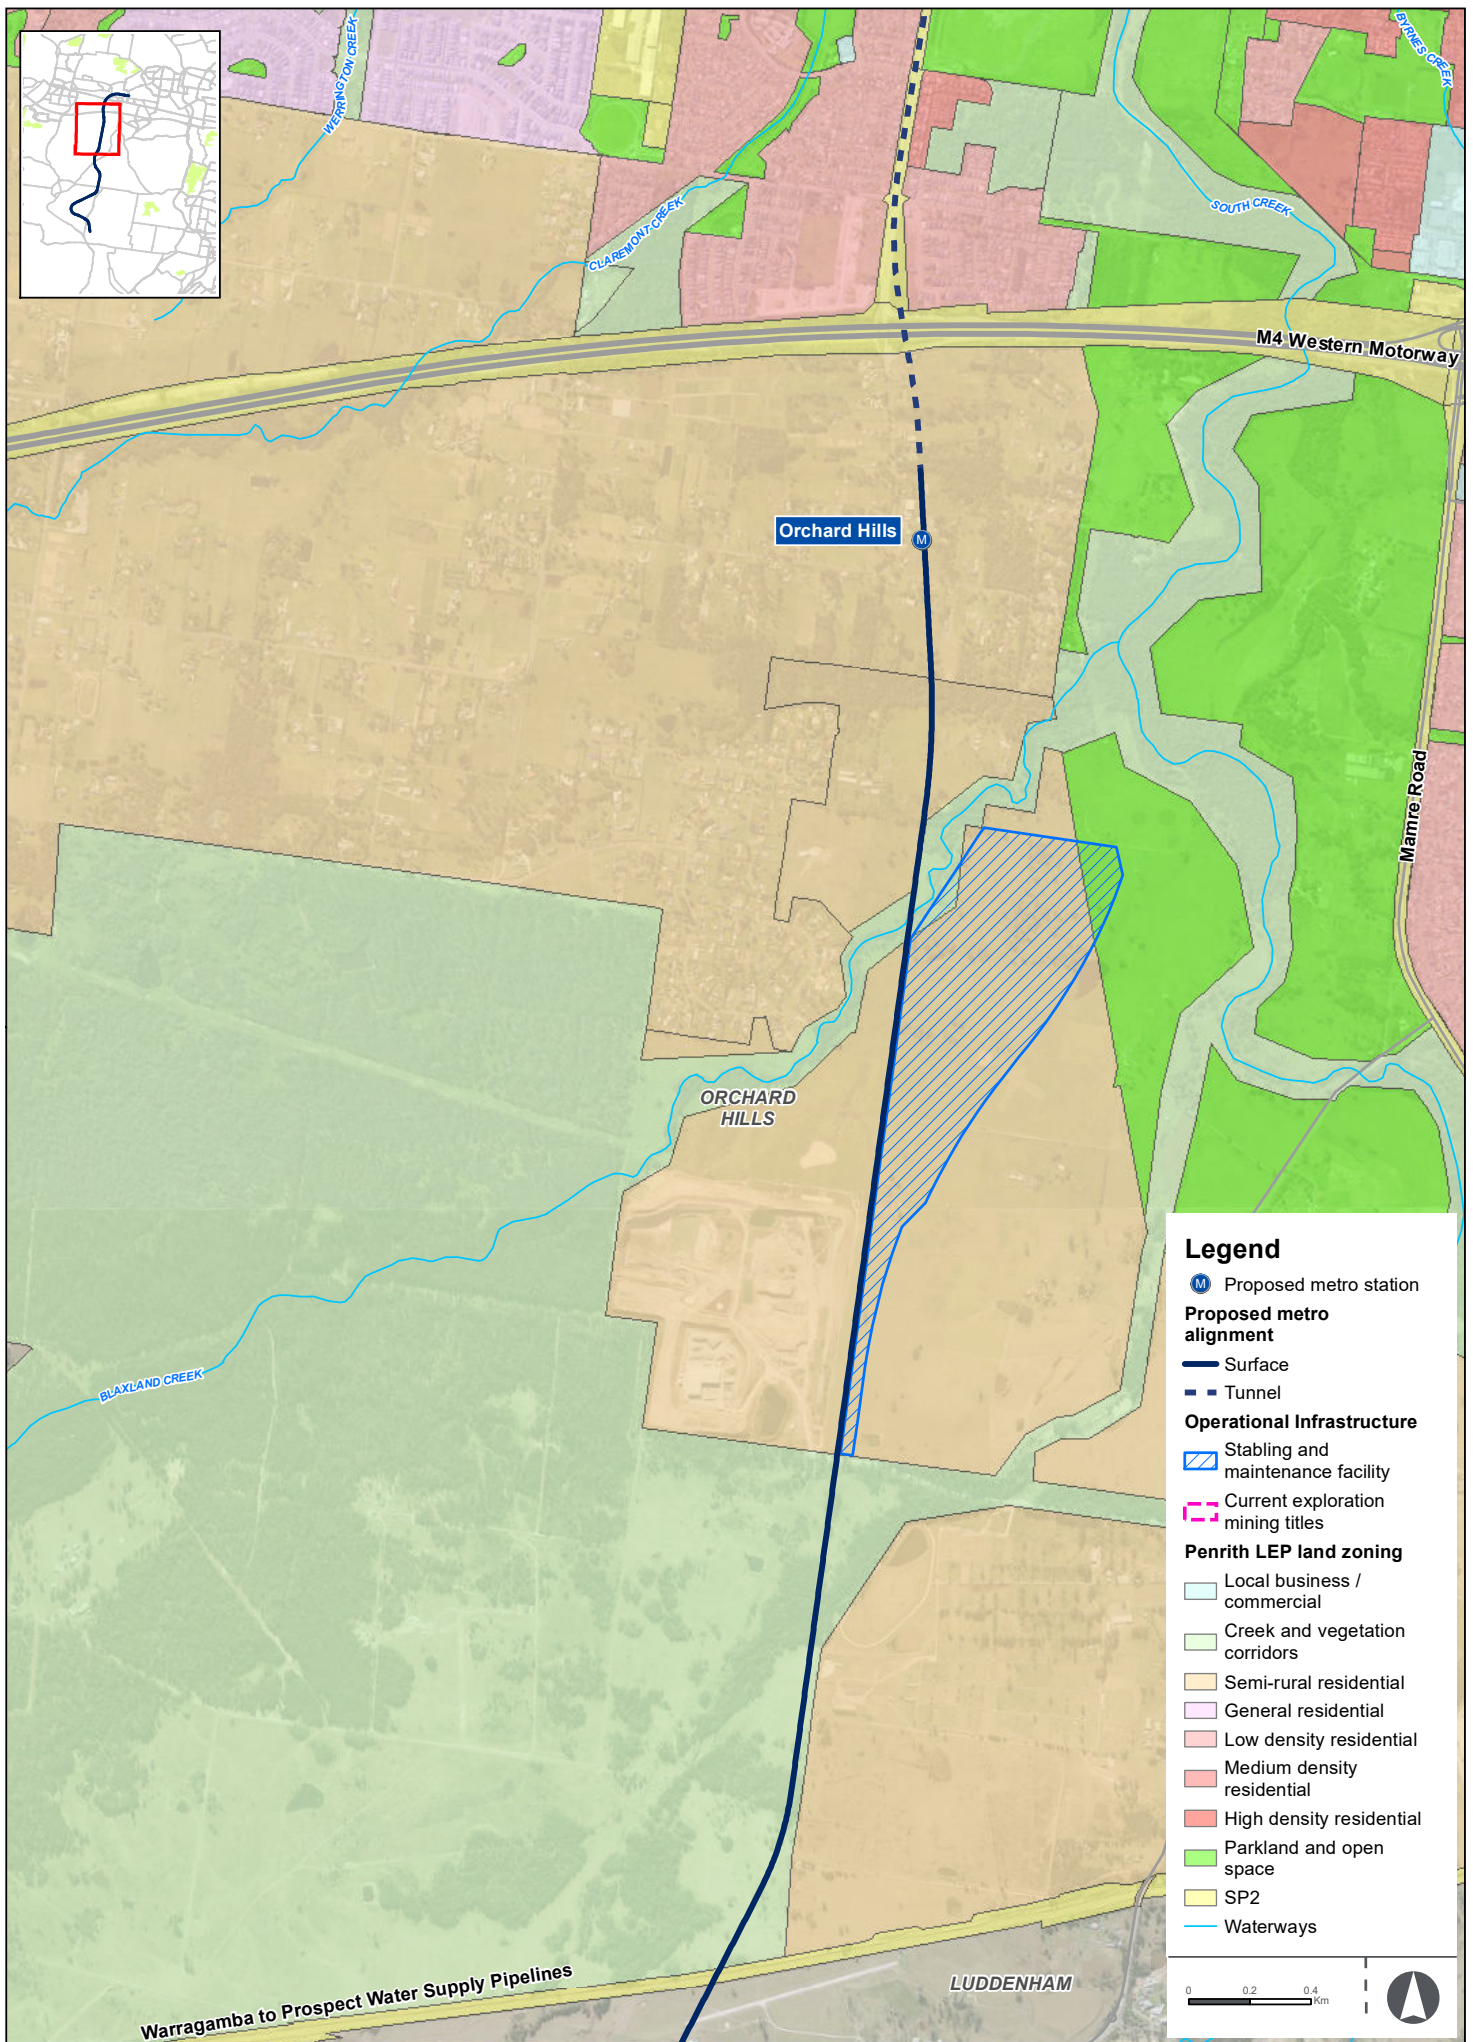 WERRINGTON CREEK
BYRNES CREEK
CLAREMONT CREEK
SOUTH CREEK
M4 Western Motorway
Orchard Hills
M
Mamre Road
ORCHARD
HILLS
BLAXLAND CREEK
Warragamba to Prospect Water Supply Pipelines
LUDDENHAM
Legend
M Proposed metro station
Proposed metro
alignment
Surface
Tunnel
Operational Infrastructure
Stabling and
maintenance facility
Current exploration
mining titles
Penrith LEP land zoning
Local business /
commercial
Creek and vegetation
corridors
Semi-rural residential
General residential
Low density residential
Medium density
residential
High density residential
Parkland and open
space
SP2
Waterways
0 0.2 0.4
Km